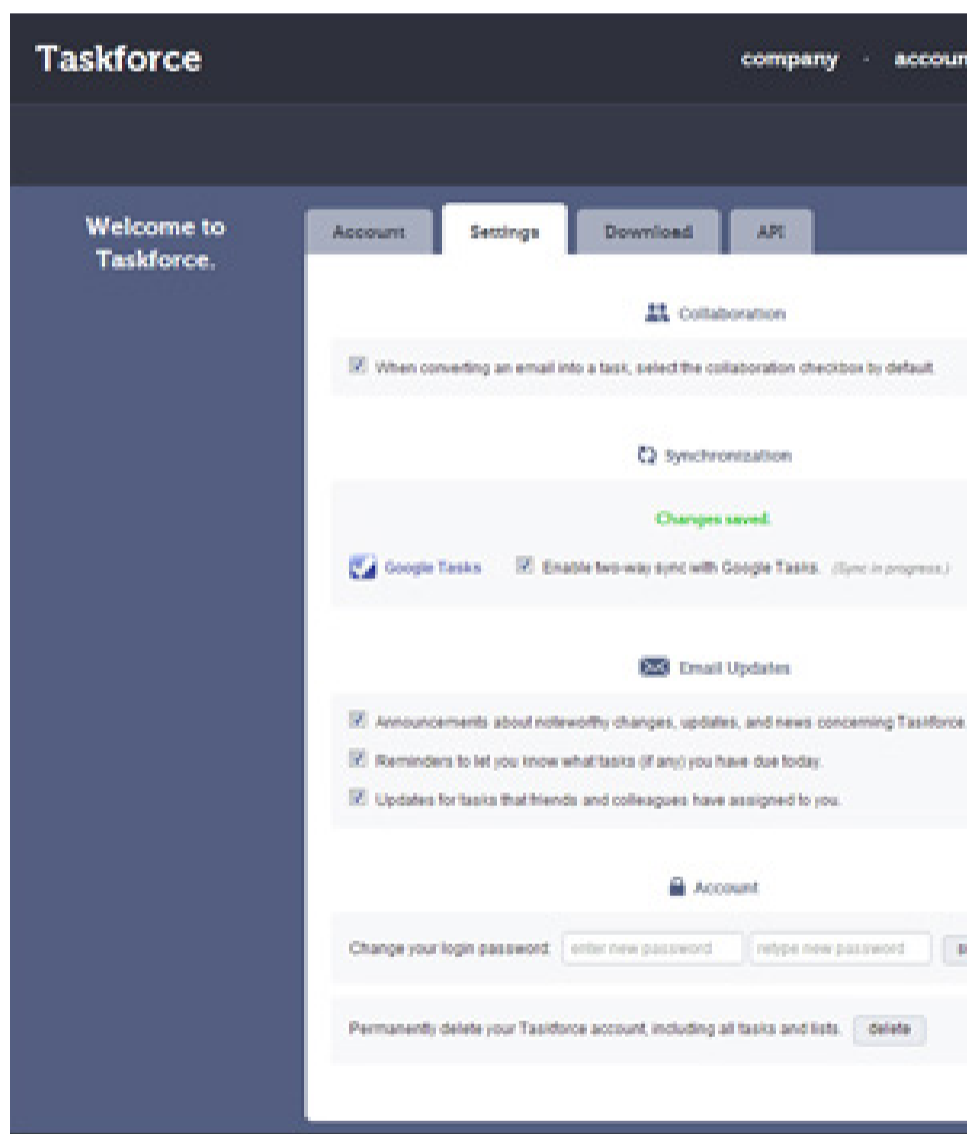 Taskforce
company · accoun
Welcome to
Taskforce.
Account Settings Download API
Collaboration
When converting an email into a task, select the collaboration checkbox by default.
Synchronization
Changes saved.
Google Tasks Enable two-way sync with Google Tasks. (Sync in progress.)
Email Updates
Announcements about noteworthy changes, updates, and news concerning Taskforce.
Reminders to let you know what tasks (if any) you have due today.
Updates for tasks that friends and colleagues have assigned to you.
Account
Change your login password: enter new password retype new password
Permanently delete your Taskforce account, including all tasks and lists. delete